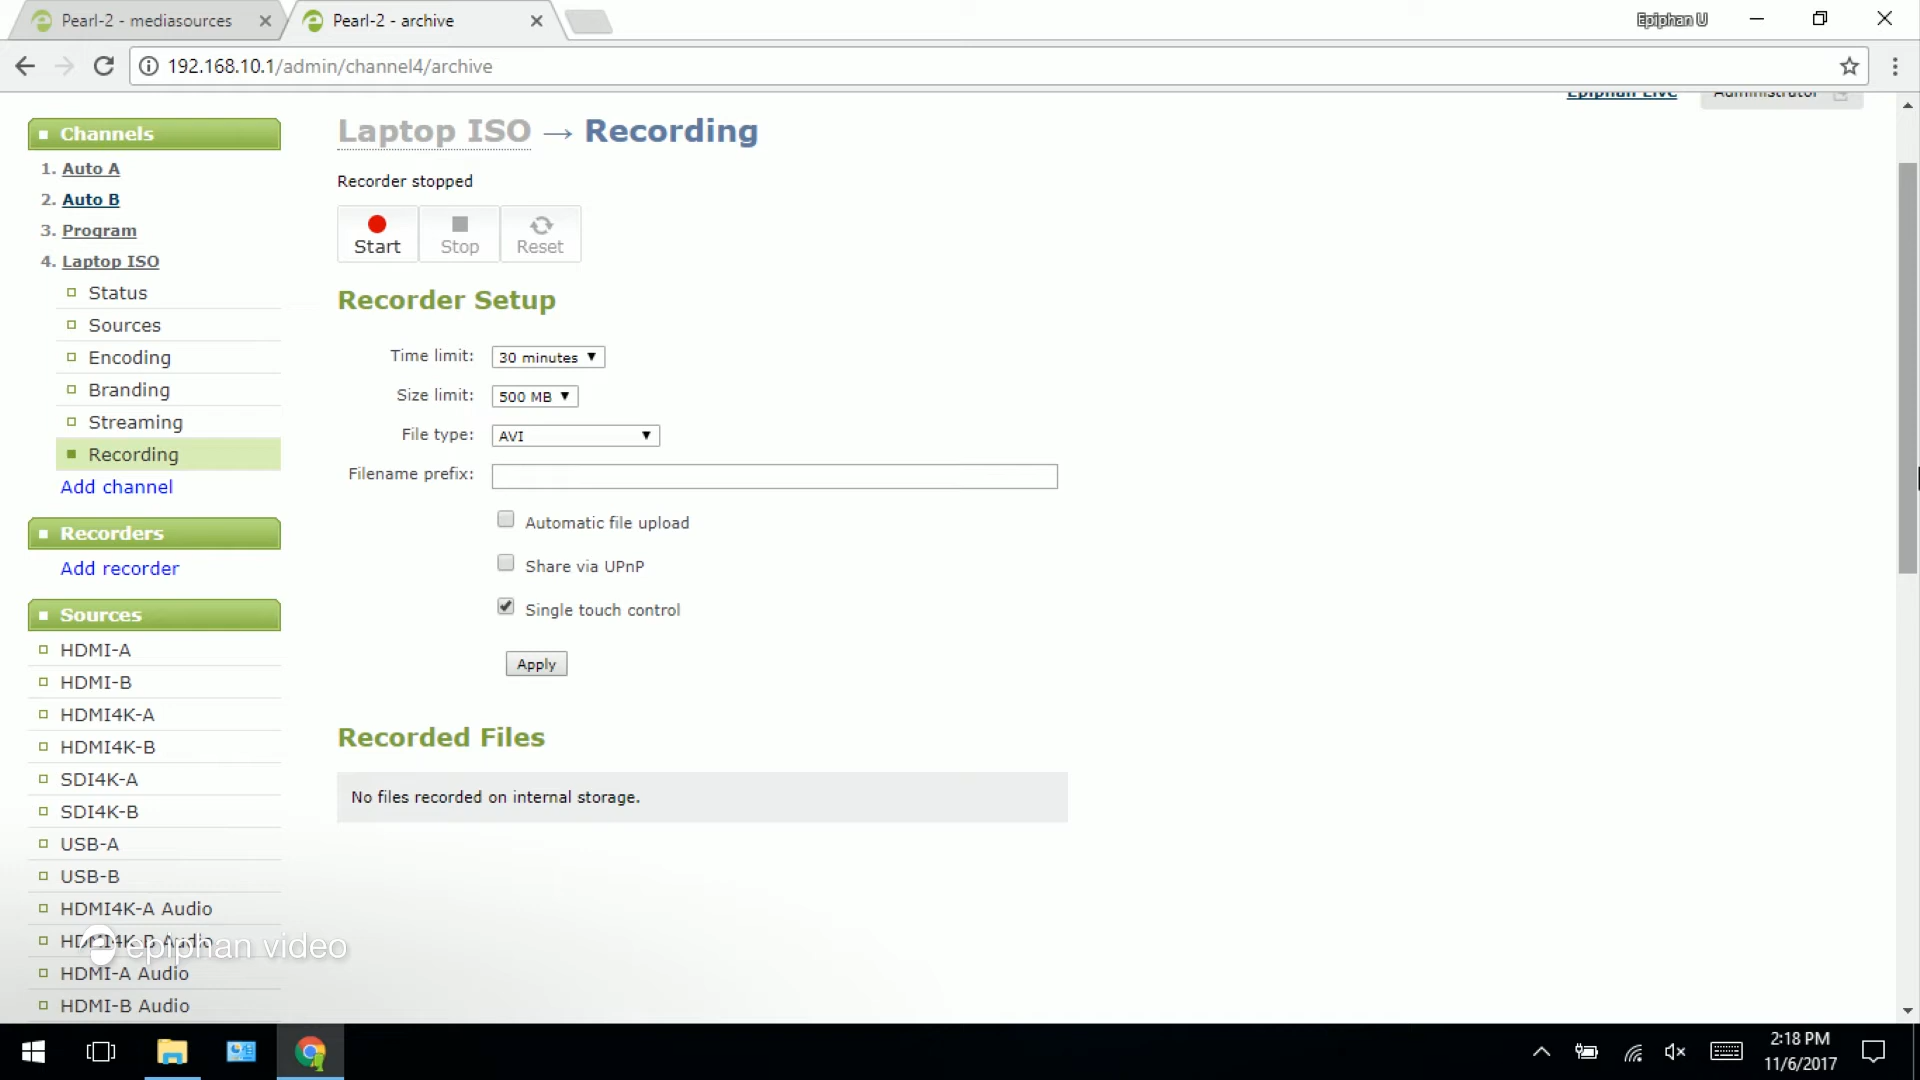 Pearl-2 - mediasources
Pearl-2 - archive
Epiphan U
192.168.10.1/admin/channel4/archive
Epiphan Live
Administrator
Channels
1. Auto A
2. Auto B
3. Program
4. Laptop ISO
Status
Sources
Encoding
Branding
Streaming
Recording
Add channel
Recorders
Add recorder
Sources
HDMI-A
HDMI-B
HDMI4K-A
HDMI4K-B
SDI4K-A
SDI4K-B
USB-A
USB-B
HDMI4K-A Audio
HDMI4K-B Audio
HDMI-A Audio
HDMI-B Audio
Laptop ISO → Recording
Recorder stopped
Start Stop Reset
Recorder Setup
Time limit: 30 minutes
Size limit: 500 MB
File type: AVI
Filename prefix:
Automatic file upload
Share via UPnP
Single touch control
Apply
Recorded Files
No files recorded on internal storage.
epiphan video
2:18 PM
11/6/2017